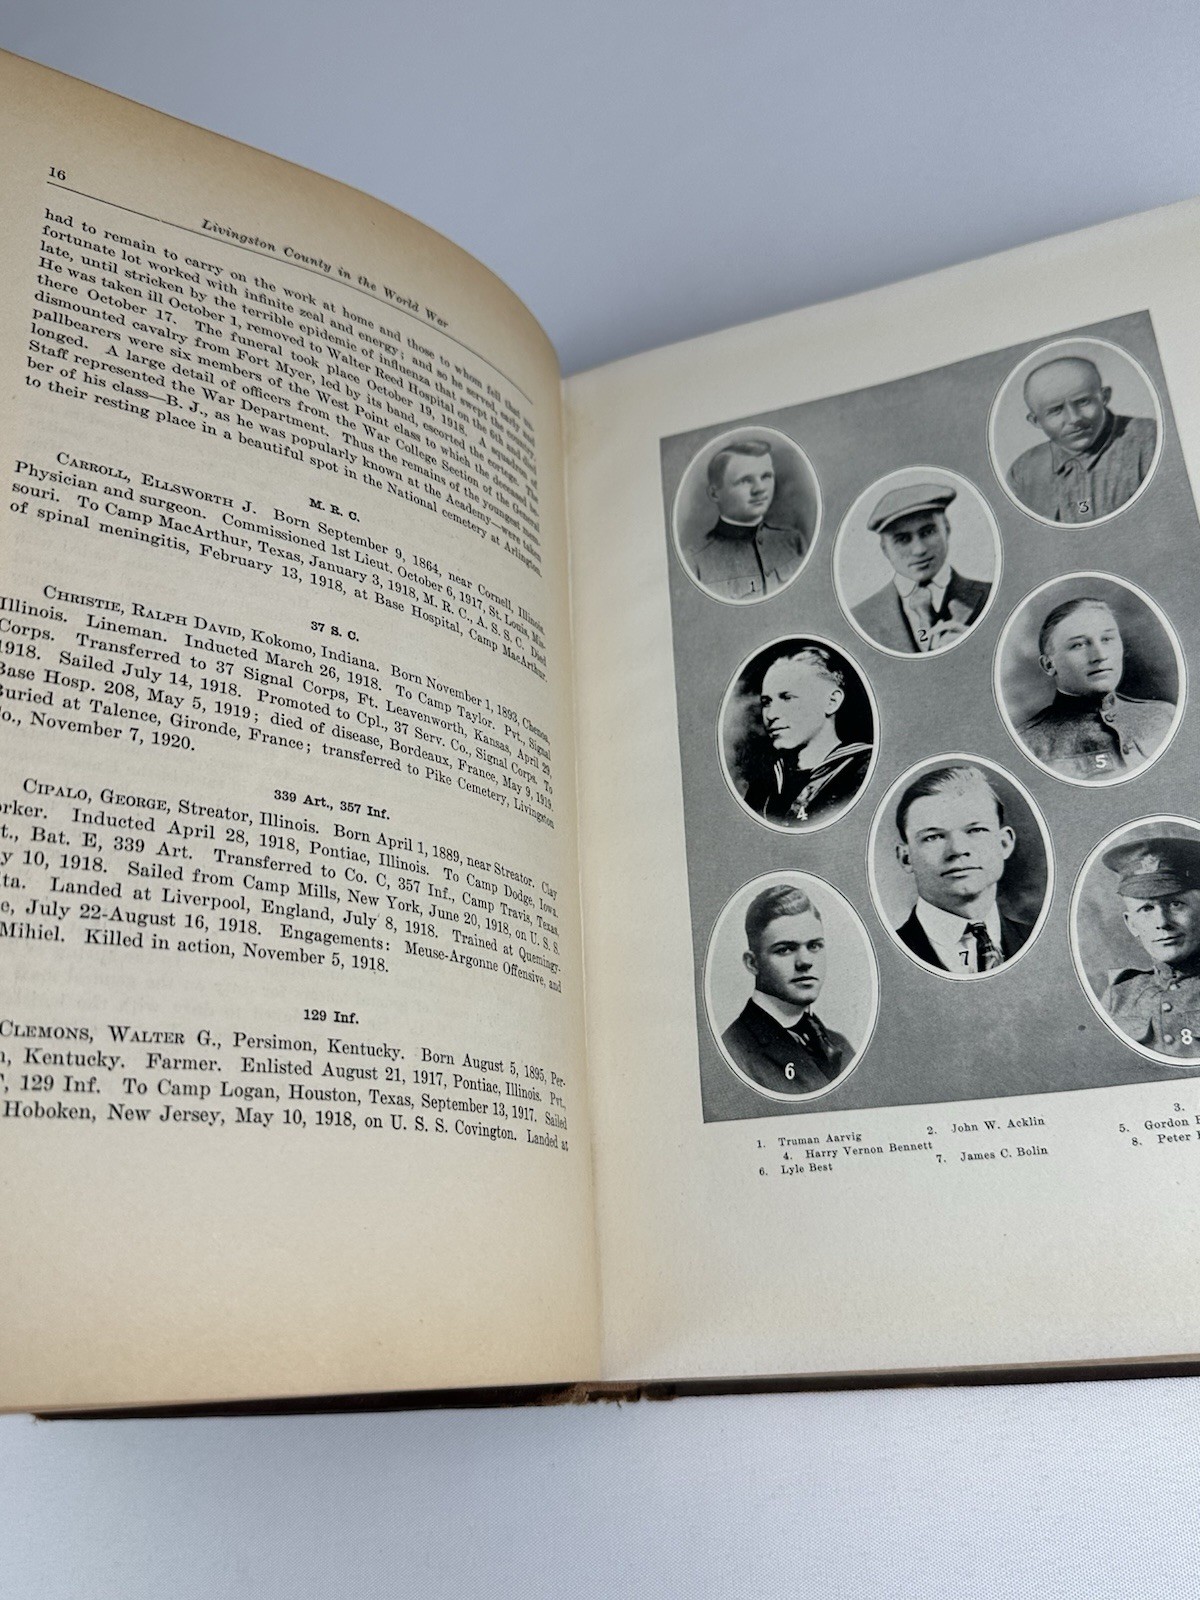 16
Livingston County in the World War
had to remain to carry on the work at home and those to whom fell that
fortunate lot worked with infinite zeal and energy; and so he served, early and
late, until stricken by the terrible epidemic of influenza that swept the country.
He was taken ill October 1, removed to Walter Reed Hospital on the 6th and died
there October 17. The funeral took place October 19, 1918. A squadron of
dismounted cavalry from Fort Myer, led by its band, escorted the cortege. The
pallbearers were six members of the West Point class to which the deceased be-
longed. A large detail of officers from the War College Section of the General
Staff represented the War Department. Thus the remains of the youngest mem-
ber of his class—B. J., as he was popularly known at the Academy—were taken
to their resting place in a beautiful spot in the National cemetery at Arlington.
M. R. C.
CARROLL, ELLSWORTH J. Born September 9, 1864, near Cornell, Illinois.
Physician and surgeon. Commissioned 1st Lieut. October 6, 1917, St. Louis, Mis-
souri. To Camp MacArthur, Texas, January 3, 1918, M. R. C., A. S. S. C. Died
of spinal meningitis, February 13, 1918, at Base Hospital, Camp MacArthur.
37 S. C.
CHRISTIE, RALPH DAVID, Kokomo, Indiana. Born November 1, 1893, Chenoa,
Illinois. Lineman. Inducted March 26, 1918. To Camp Taylor. Pvt., Signal
Corps. Transferred to 37 Signal Corps, Ft. Leavenworth, Kansas, April 29,
1918. Sailed July 14, 1918. Promoted to Cpl., 37 Serv. Co., Signal Corps. To
Base Hosp. 208, May 5, 1919; died of disease, Bordeaux, France, May 9, 1919.
Buried at Talence, Gironde, France; transferred to Pike Cemetery, Livingston
Co., November 7, 1920.
339 Art., 357 Inf.
CIPALO, GEORGE, Streator, Illinois. Born April 1, 1889, near Streator. Clay
orker. Inducted April 28, 1918, Pontiac, Illinois. To Camp Dodge, Iowa.
t., Bat. E, 339 Art. Transferred to Co. C, 357 Inf., Camp Travis, Texas,
y 10, 1918. Sailed from Camp Mills, New York, June 20, 1918, on U. S. S.
ta. Landed at Liverpool, England, July 8, 1918. Trained at Quemingy,
e, July 22-August 16, 1918. Engagements: Meuse-Argonne Offensive, and
Mihiel. Killed in action, November 5, 1918.
129 Inf.
CLEMONS, WALTER G., Persimon, Kentucky. Born August 5, 1895, Per-
n, Kentucky. Farmer. Enlisted August 21, 1917, Pontiac, Illinois. Pvt.,
, 129 Inf. To Camp Logan, Houston, Texas, September 13, 1917. Sailed
Hoboken, New Jersey, May 10, 1918, on U. S. S. Covington. Landed at
1
2
3
4
5
6
7
8
1. Truman Aarvig
2. John W. Acklin
3.
4. Harry Vernon Bennett
5. Gordon
6. Lyle Best
7. James C. Bolin
8. Peter